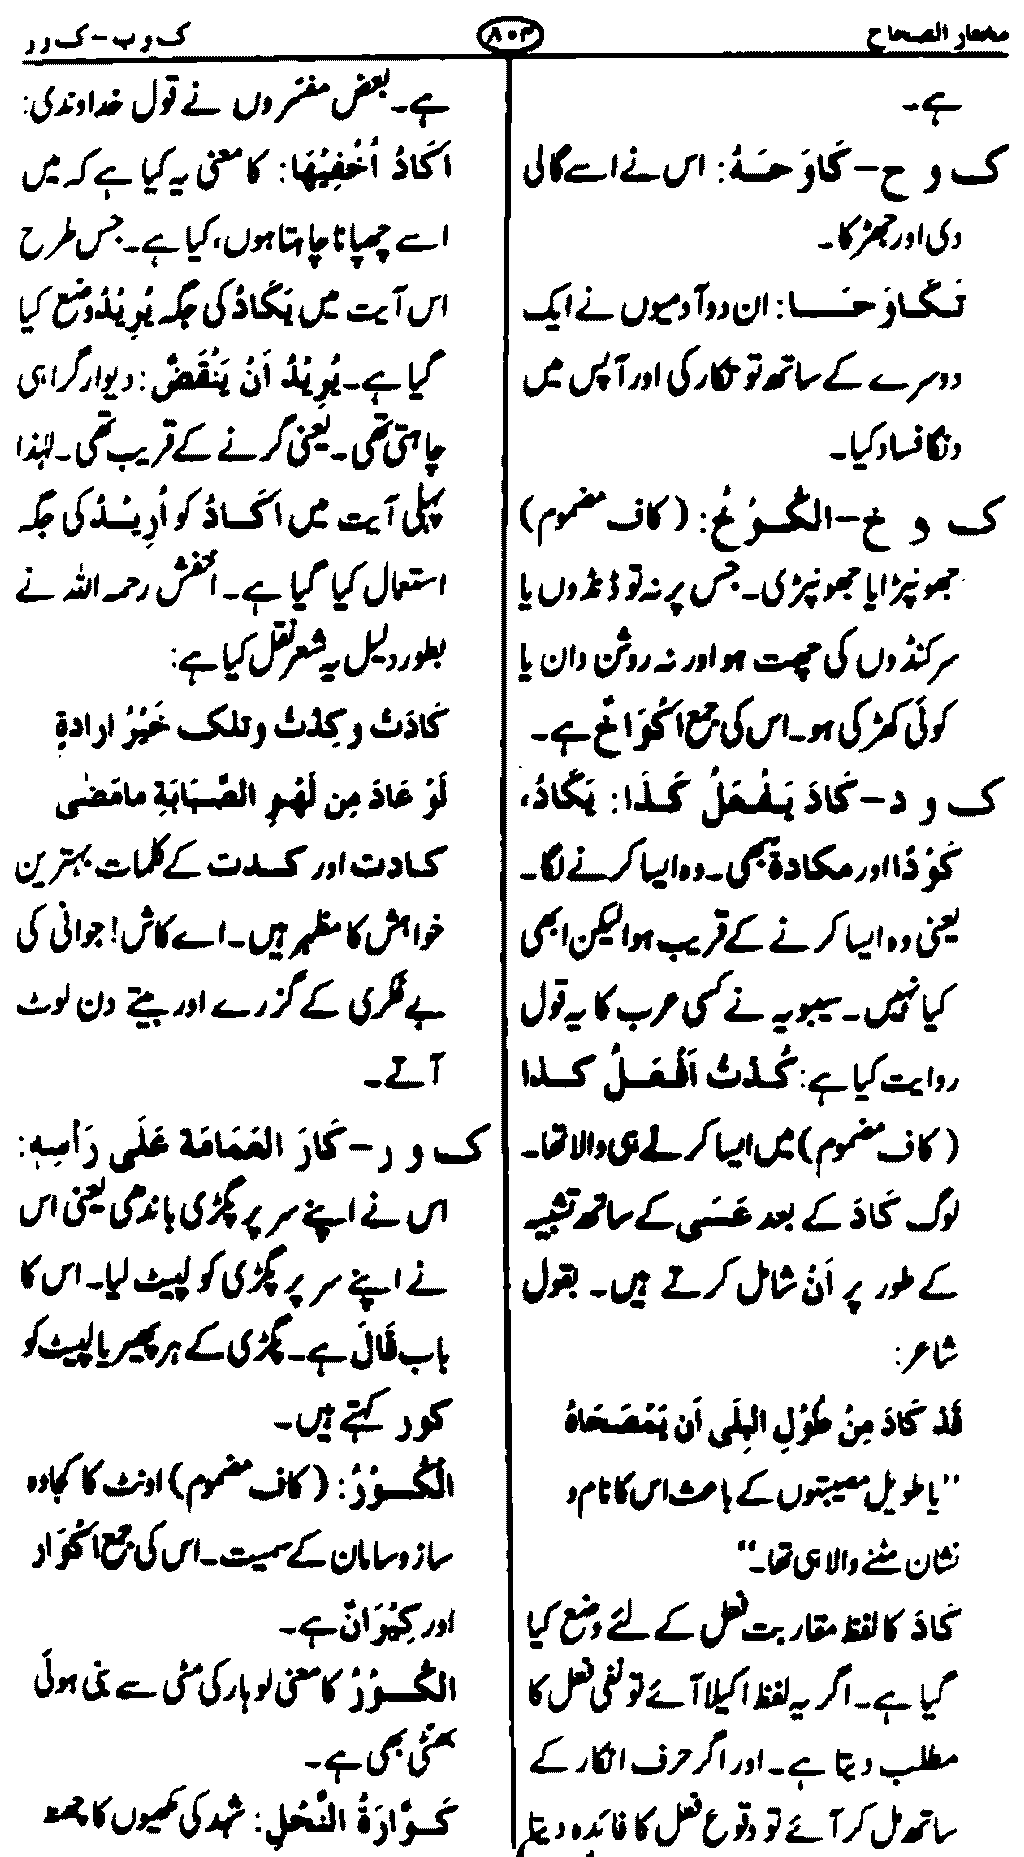 مختار الصحاح
۸۰۳
ک و ب - ک و ر
ہے۔
ک و ح - كَاوَحَهُ: اس نے اسے گالی
دی اور جھڑکا۔
تَكَاوَحَا: ان دو آدمیوں نے ایک
دوسرے کے ساتھ تو تکار کی اور آپس میں
دنگا فساد کیا۔
ک و خ - الكُوْخُ: (کاف مضموم)
جھونپڑا یا جھونپڑی۔ جس پر نہ تو ڈنڈوں یا
سرکنڈوں کی چھت ہو اور نہ روشن دان یا
کوئی کھڑکی ہو۔ اس کی جمع اَكْوَاخٌ ہے۔
ک و د - كَادَ يَفْعَلُ كَذَا: يَكَادُ،
كَوْدًا اور مكادةً بھی۔ وہ ایسا کرنے لگا۔
یعنی وہ ایسا کرنے کے قریب ہوا لیکن ابھی
کیا نہیں۔ سیبویہ نے کسی عرب کا یہ قول
روایت کیا ہے: كُدْتُ اَفْعَلُ كذا
(کاف مضموم) میں ایسا کرنے ہی والا تھا۔
لوگ كَادَ کے بعد عَسَى کے ساتھ تشبیہ
کے طور پر اَنْ شامل کرتے ہیں۔ بقول
شاعر:
قَدْ كَادَ مِنْ طُوْلِ الْبِلَى اَن يَمْصَحَاهُ
"یا طویل مصیبتوں کے باعث اس کا نام و
نشان مٹنے والا ہی تھا۔"
كَادَ کا لفظ مقاربت فعل کے لئے وضع کیا
گیا ہے۔ اگر یہ لفظ اکیلا آئے تو نفی فعل کا
مطلب دیتا ہے۔ اور اگر حرف انکار کے
ساتھ مل کر آئے تو وقوع فعل کا فائدہ دیتا
ہے۔ بعض مفسروں نے قول خداوندی:
اَكَادُ اُخْفِيْهَا: کا معنی یہ کیا ہے کہ میں
اسے چھپانا چاہتا ہوں، کیا ہے۔ جس طرح
اس آیت میں يَكَادُ کی جگہ يُرِيْدُ وضع کیا
گیا ہے۔ يُرِيْدُ اَنْ يَنْقَضَّ: دیوار گرا ہی
چاہتی تھی۔ یعنی گرنے کے قریب تھی۔ لہٰذا
پہلی آیت میں اَكَادُ کو اُرِيْدُ کی جگہ
استعمال کیا گیا ہے۔ اخفش رحمہ اللہ نے
بطور دلیل یہ شعر نقل کیا ہے:
كَادَتْ و كِدْتُ و تلك خَيْرُ ارادةٍ
لَوْ عَادَ مِن لَهْوِ الصَّبَابَةِ مامَضٰى
كادت اور كدت کے کلمات بہترین
خواہش کا مظہر ہیں۔ اے کاش! جوانی کی
بے فکری کے گزرے اور بیتے دن لوٹ
آتے۔
ک و ر - كَارَ العَمَامَة عَلَى رَأسِهٖ:
اس نے اپنے سر پر پگڑی باندھی یعنی اس
نے اپنے سر پر پگڑی کو لپیٹ لیا۔ اس کا
باب قَالَ ہے۔ پگڑی کے ہر پھیر یا لپیٹ کو
كور کہتے ہیں۔
الْكُوْرُ: (کاف مضموم) اونٹ کا کجاوہ
ساز و سامان کے سمیت۔ اس کی جمع اَكْوَار
اور كِيْرَانٌ ہے۔
الكُوْرُ کا معنی لوہار کی مٹی سے بنی ہوئی
بھٹی بھی ہے۔
كَوَّارَةُ النَّحْلِ: شہد کی مکھیوں کا چھتہ